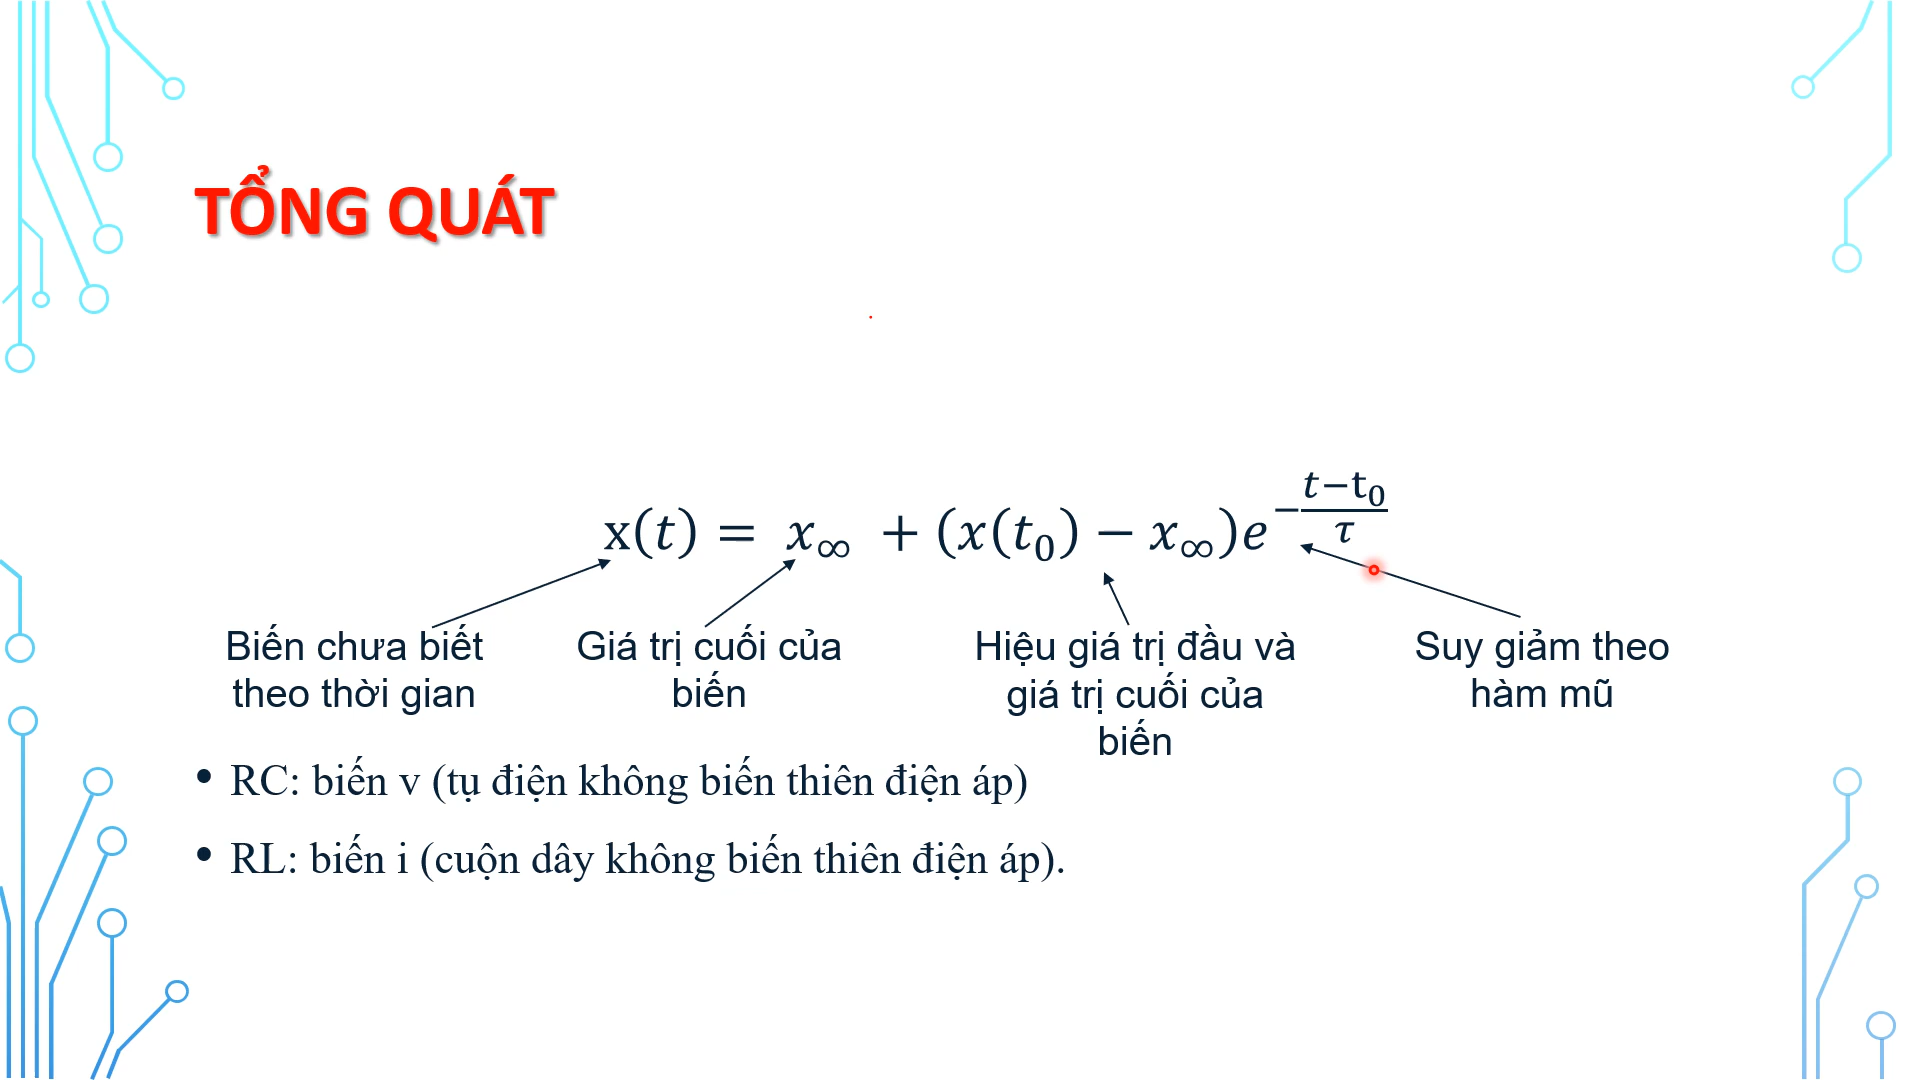 TỔNG QUÁT
x(t) = x∞ + (x(t₀) − x∞)e^(−(t−t₀)/τ)
Biến chưa biết
theo thời gian
Giá trị cuối của
biến
Hiệu giá trị đầu và
giá trị cuối của
biến
Suy giảm theo
hàm mũ
• RC: biến v (tụ điện không biến thiên điện áp)
• RL: biến i (cuộn dây không biến thiên điện áp).